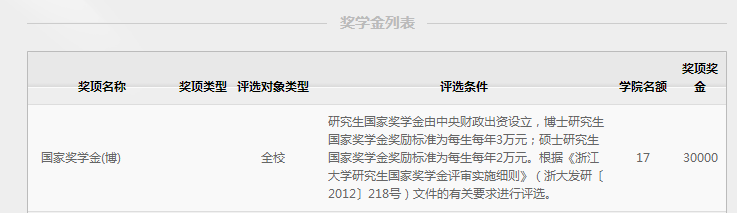 奖学金列表
奖项名称 奖项类型 评选对象类型 评选条件 学院名额 奖项奖金
国家奖学金(博) 全校 17 30000
研究生国家奖学金由中央财政出资设立，博士研究生
国家奖学金奖励标准为每生每年3万元；硕士研究生
国家奖学金奖励标准为每生每年2万元。根据《浙江
大学研究生国家奖学金评审实施细则》（浙大发研〔
2012〕218号）文件的有关要求进行评选。